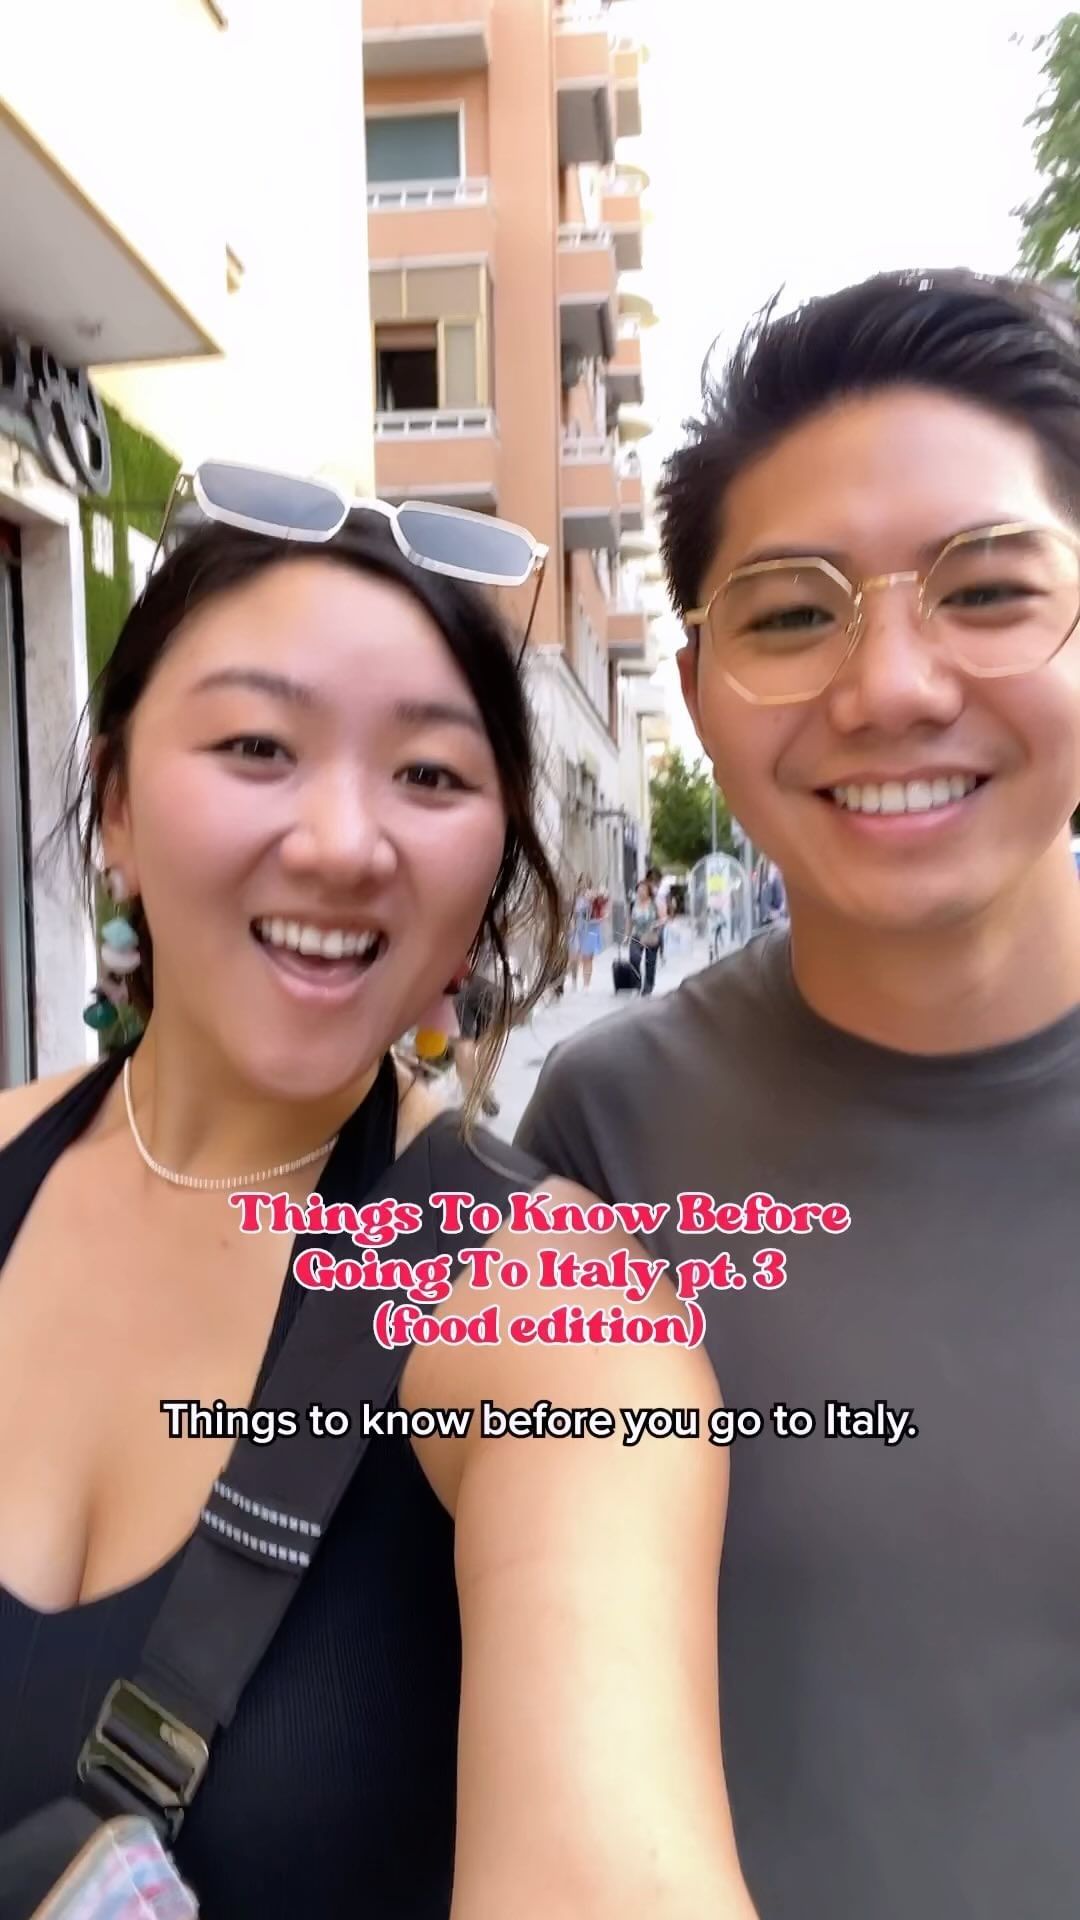 Things To Know Before
Going To Italy pt. 3
(food edition)
Things to know before you go to Italy.